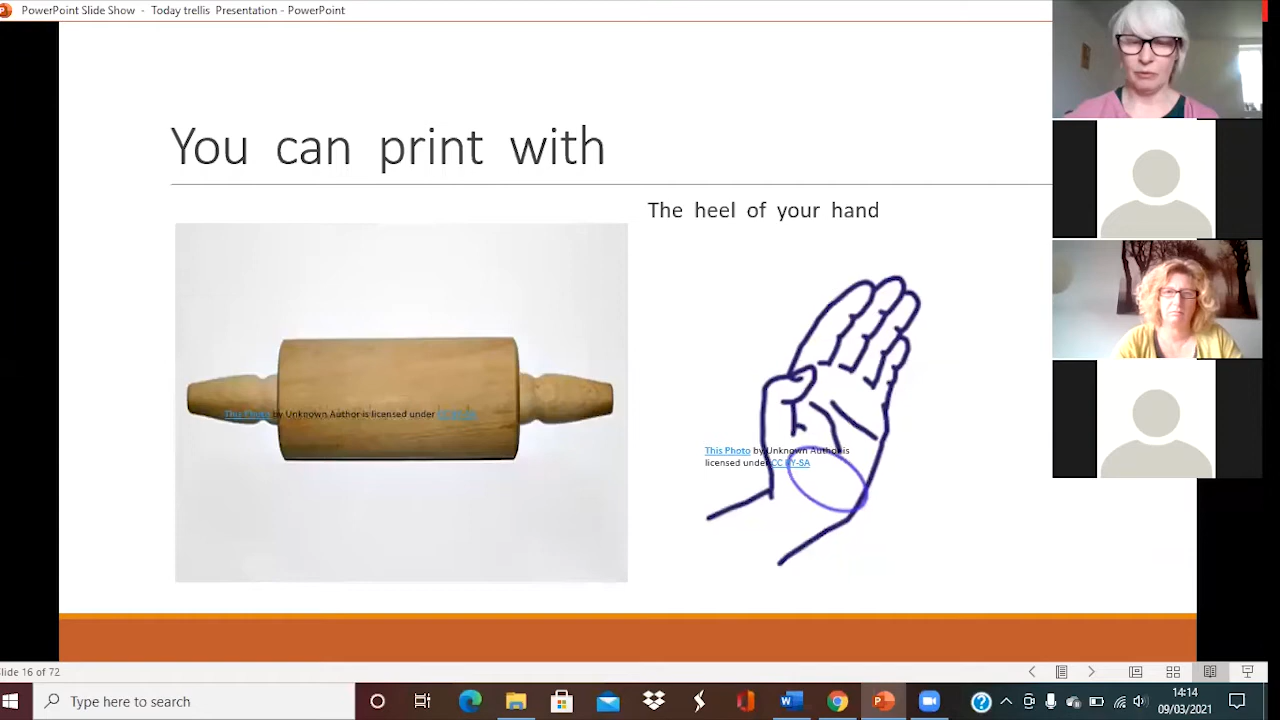 PowerPoint Slide Show - Today trellis Presentation - PowerPoint
You can print with
The heel of your hand
This Photo by Unknown Author is licensed under
This Photo by Unknown Author is
licensed under CC BY-SA
Slide 16 of 72
Type here to search
14:14
09/03/2021